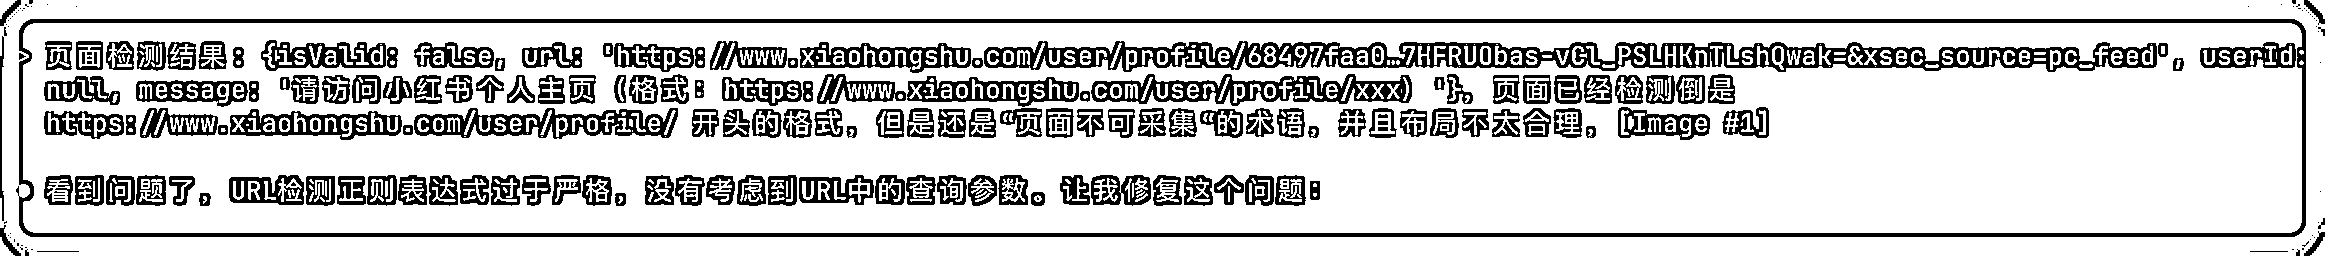 > 页面检测结果：{isValid: false, url: 'https://www.xiaohongshu.com/user/profile/68497faa0…7HFRUObas-vCl_PSLHKnTLshQwak=&xsec_source=pc_feed', userId:
null, message: '请访问小红书个人主页（格式：https://www.xiaohongshu.com/user/profile/xxx）'}，页面已经检测倒是
https://www.xiaohongshu.com/user/profile/ 开头的格式，但是还是“页面不可采集“的术语，并且布局不太合理，[Image #1]
看到问题了，URL检测正则表达式过于严格，没有考虑到URL中的查询参数。让我修复这个问题：